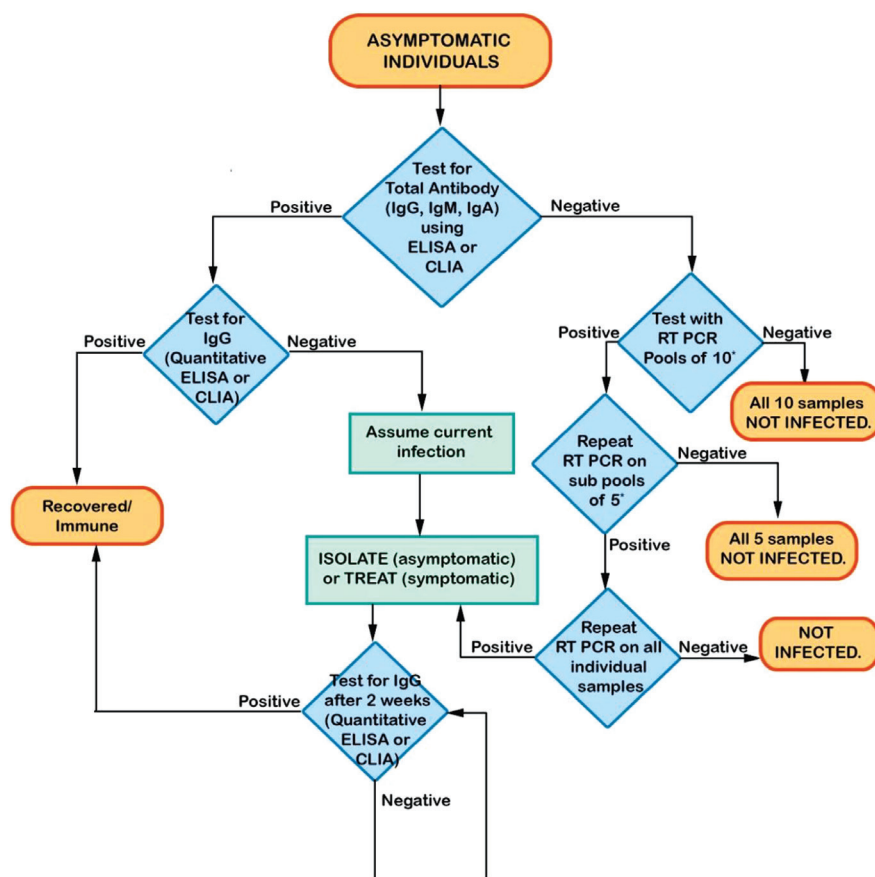 ASYMPTOMATIC
INDIVIDUALS
Test for
Total Antibody
(IgG, IgM, IgA)
using
ELISA or
CLIA
Positive
Negative
Test for
IgG
(Quantitative
ELISA or
CLIA)
Positive
Negative
Test with
RT PCR
Pools of 10*
Positive
Negative
All 10 samples
NOT INFECTED.
Assume current
infection
Repeat
RT PCR on
sub pools
of 5*
Negative
Positive
All 5 samples
NOT INFECTED.
Recovered/
Immune
ISOLATE (asymptomatic)
or TREAT (symptomatic)
Repeat
RT PCR on all
individual
samples
Positive
Negative
NOT
INFECTED.
Test for IgG
after 2 weeks
(Quantitative
ELISA or
CLIA)
Positive
Negative